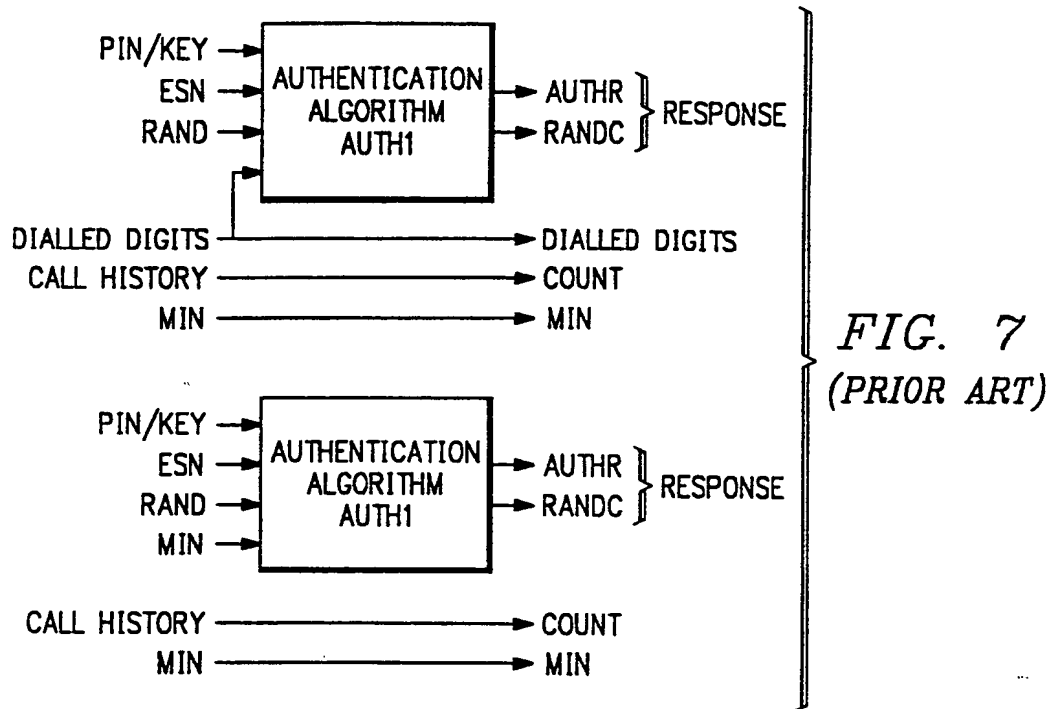 PIN/KEY
ESN
RAND
AUTHENTICATION
ALGORITHM
AUTH1
AUTHR
RANDC
RESPONSE
DIALLED DIGITS
DIALLED DIGITS
CALL HISTORY
COUNT
MIN
MIN
PIN/KEY
ESN
RAND
MIN
AUTHENTICATION
ALGORITHM
AUTH1
AUTHR
RANDC
RESPONSE
CALL HISTORY
COUNT
MIN
MIN
FIG. 7
(PRIOR ART)